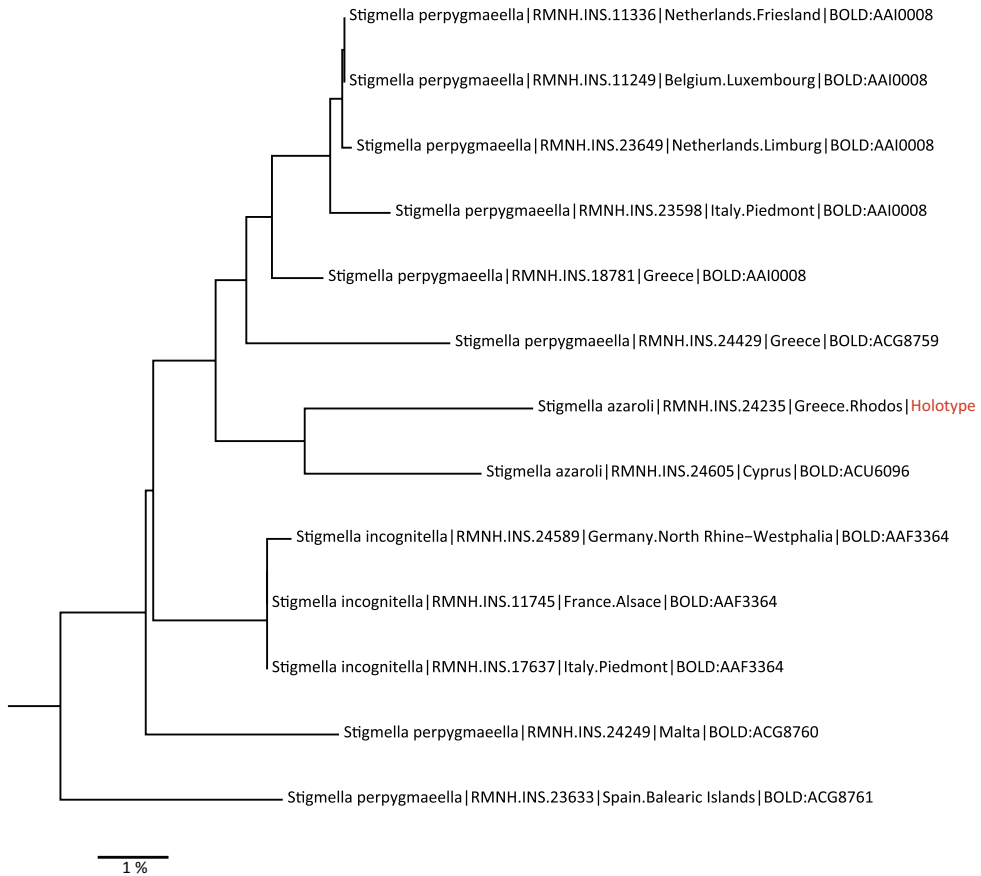 Stigmella perpygmaeella|RMNH.INS.11336|Netherlands.Friesland|BOLD:AAI0008
Stigmella perpygmaeella|RMNH.INS.11249|Belgium.Luxembourg|BOLD:AAI0008
Stigmella perpygmaeella|RMNH.INS.23649|Netherlands.Limburg|BOLD:AAI0008
Stigmella perpygmaeella|RMNH.INS.23598|Italy.Piedmont|BOLD:AAI0008
Stigmella perpygmaeella|RMNH.INS.18781|Greece|BOLD:AAI0008
Stigmella perpygmaeella|RMNH.INS.24429|Greece|BOLD:ACG8759
Stigmella azaroli|RMNH.INS.24235|Greece.Rhodos|Holotype
Stigmella azaroli|RMNH.INS.24605|Cyprus|BOLD:ACU6096
Stigmella incognitella|RMNH.INS.24589|Germany.North Rhine−Westphalia|BOLD:AAF3364
Stigmella incognitella|RMNH.INS.11745|France.Alsace|BOLD:AAF3364
Stigmella incognitella|RMNH.INS.17637|Italy.Piedmont|BOLD:AAF3364
Stigmella perpygmaeella|RMNH.INS.24249|Malta|BOLD:ACG8760
Stigmella perpygmaeella|RMNH.INS.23633|Spain.Balearic Islands|BOLD:ACG8761
1 %